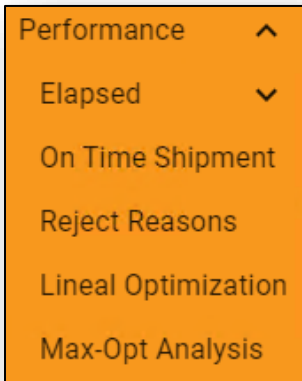 Performance
Elapsed
On Time Shipment
Reject Reasons
Lineal Optimization
Max-Opt Analysis